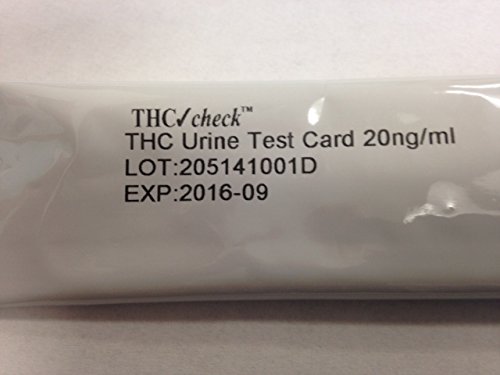 THC✓check™
THC Urine Test Card 20ng/ml
LOT:205141001D
EXP:2016-09